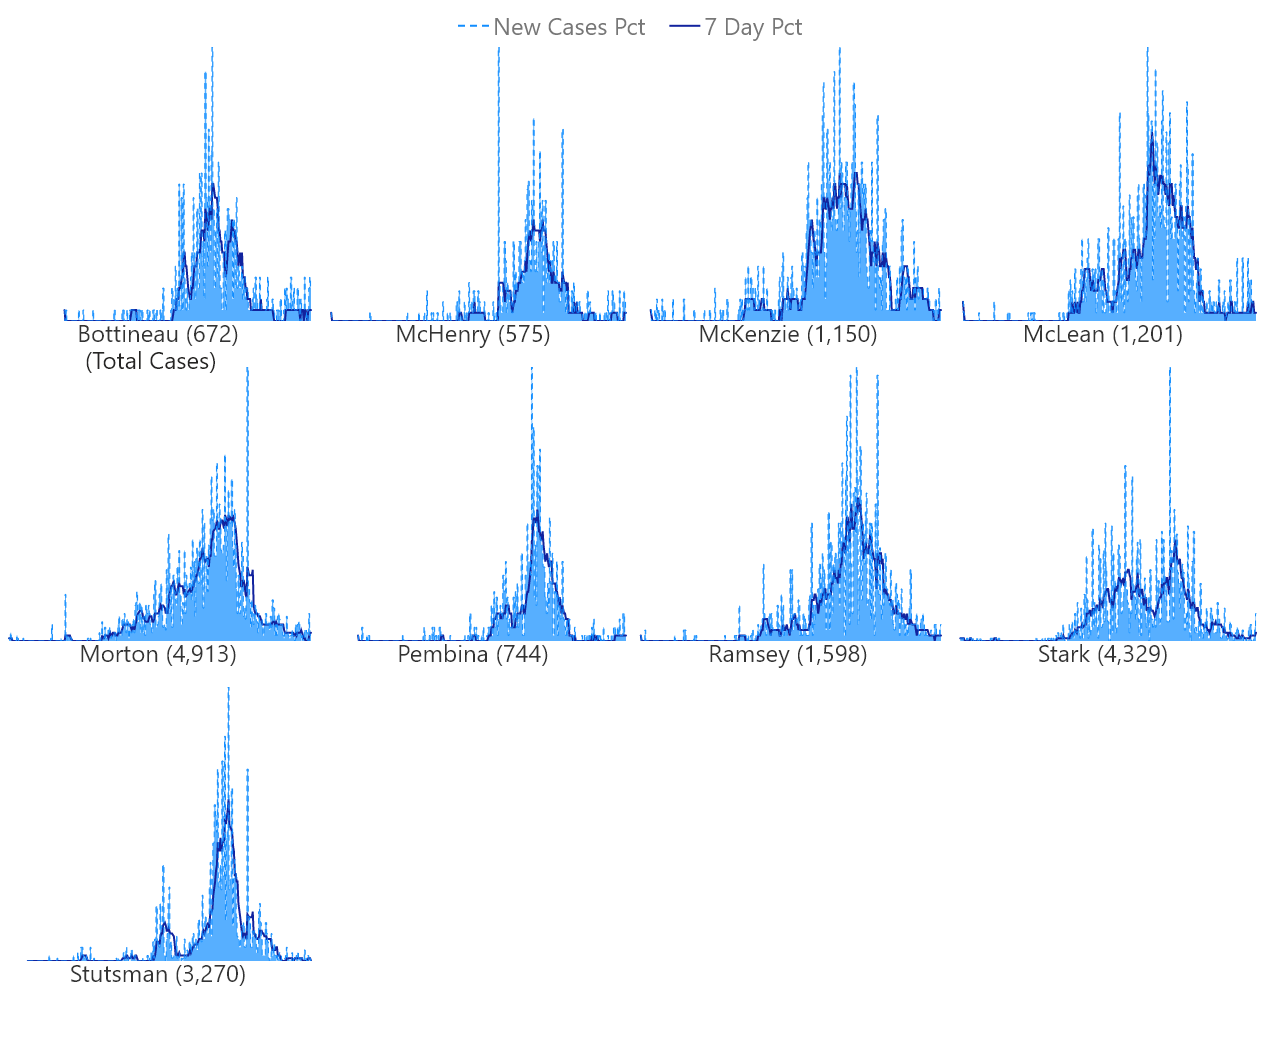 New Cases Pct 7 Day Pct
Bottineau (672)
(Total Cases)
McHenry (575)
McKenzie (1,150)
McLean (1,201)
Morton (4,913)
Pembina (744)
Ramsey (1,598)
Stark (4,329)
Stutsman (3,270)